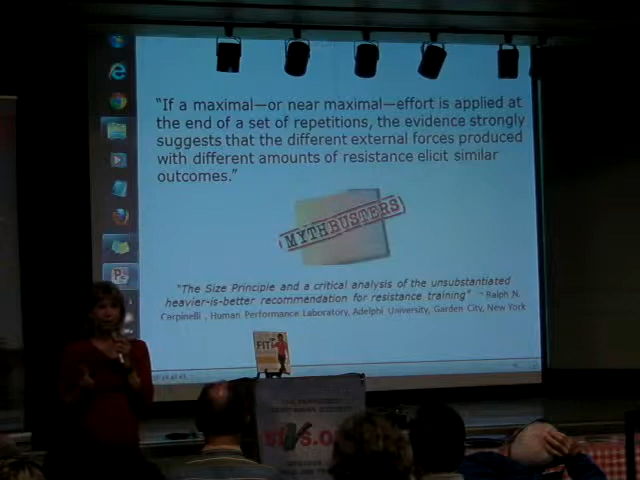 “If a maximal—or near maximal—effort is applied at
the end of a set of repetitions, the evidence strongly
suggests that the different external forces produced
with different amounts of resistance elicit similar
outcomes.”
MYTHBUSTERS
“The Size Principle and a critical analysis of the unsubstantiated
heavier-is-better recommendation for resistance training” - Ralph N.
Carpinelli , Human Performance Laboratory, Adelphi University, Garden City, New York
FIT